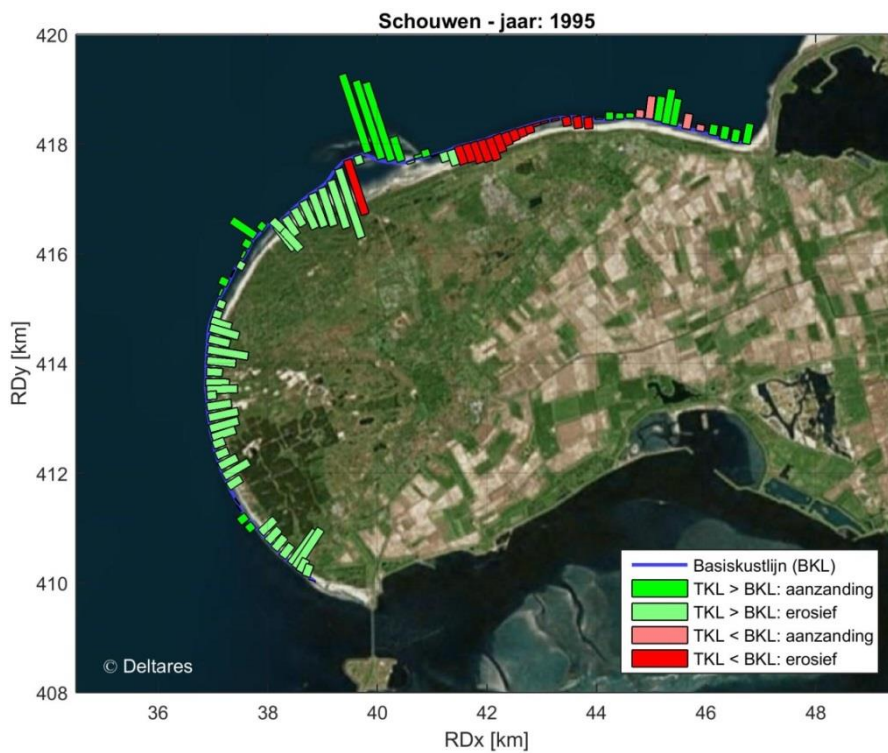 Schouwen - jaar: 1995
420
418
416
414
412
410
408
RDy [km]
36
38
40
42
44
46
48
RDx [km]
Basiskustlijn (BKL)
TKL > BKL: aanzanding
TKL > BKL: erosief
TKL < BKL: aanzanding
TKL < BKL: erosief
© Deltares